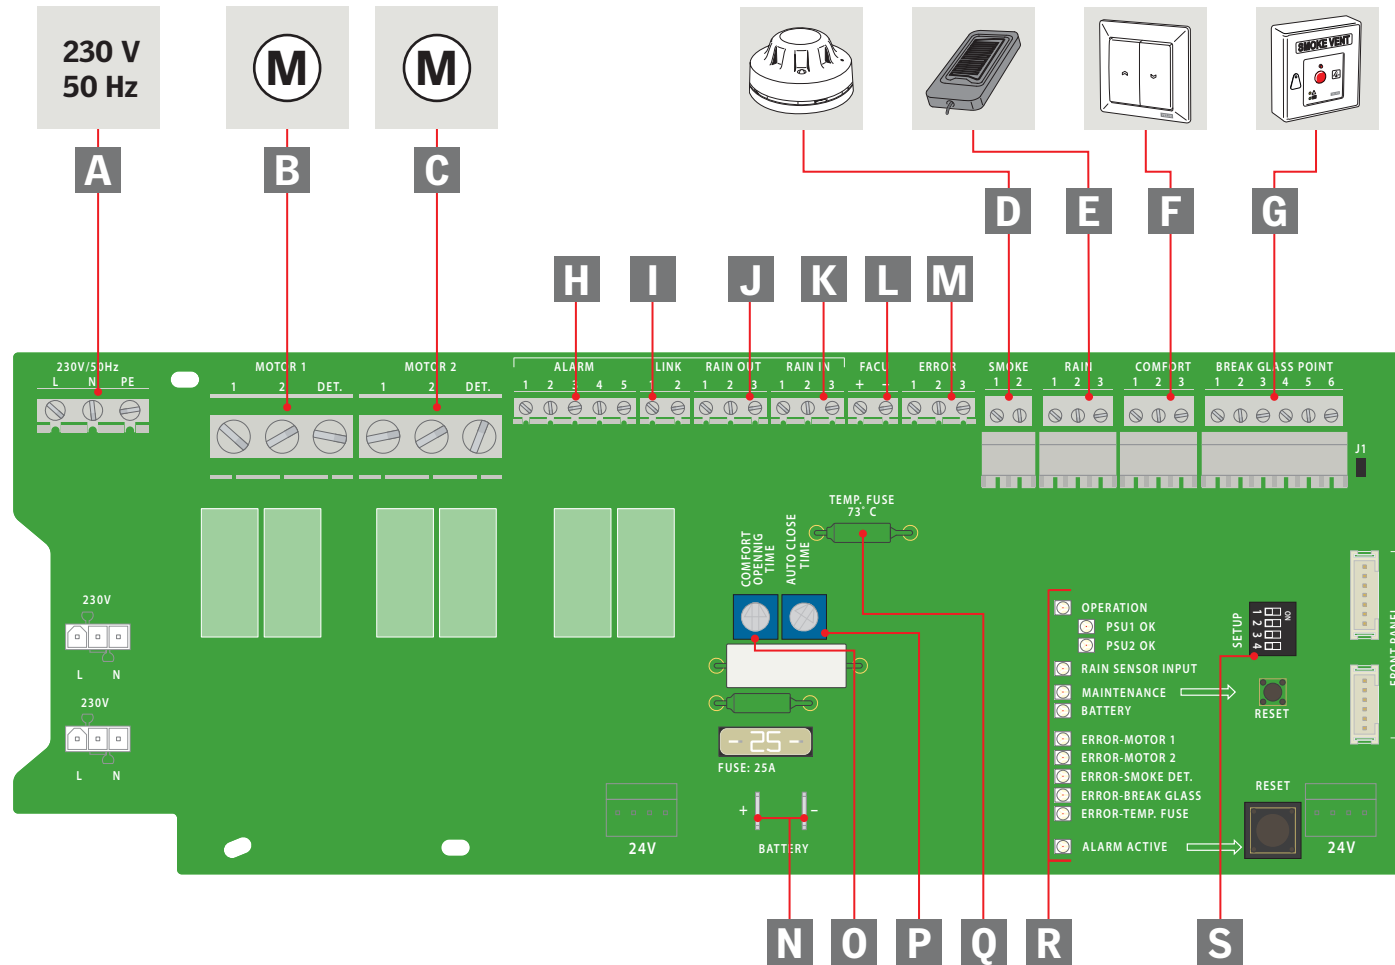 230 V
50 Hz
M
M
SMOKE VENT
A
B
C
D
E
F
G
H
I
J
K
L
M
230V/50Hz
L N PE
MOTOR 1
1 2 DET.
MOTOR 2
1 2 DET.
ALARM
1 2 3 4 5
LINK
1 2
RAIN OUT
1 2 3
RAIN IN
1 2 3
FACU
+ -
ERROR
1 2 3
SMOKE
1 2
RAIN
1 2 3
COMFORT
1 2 3
BREAK GLASS POINT
1 2 3 4 5 6
J1
TEMP. FUSE
73° C
COMFORT
OPENNIG
TIME
AUTO CLOSE
TIME
230V
L N
230V
L N
- 25 -
FUSE: 25A
24V
+ –
BATTERY
OPERATION
PSU1 OK
PSU2 OK
RAIN SENSOR INPUT
MAINTENANCE
BATTERY
ERROR-MOTOR 1
ERROR-MOTOR 2
ERROR-SMOKE DET.
ERROR-BREAK GLASS
ERROR-TEMP. FUSE
ALARM ACTIVE
SETUP
ON
1 2 3 4
RESET
RESET
24V
FRONT PANEL
N
O
P
Q
R
S